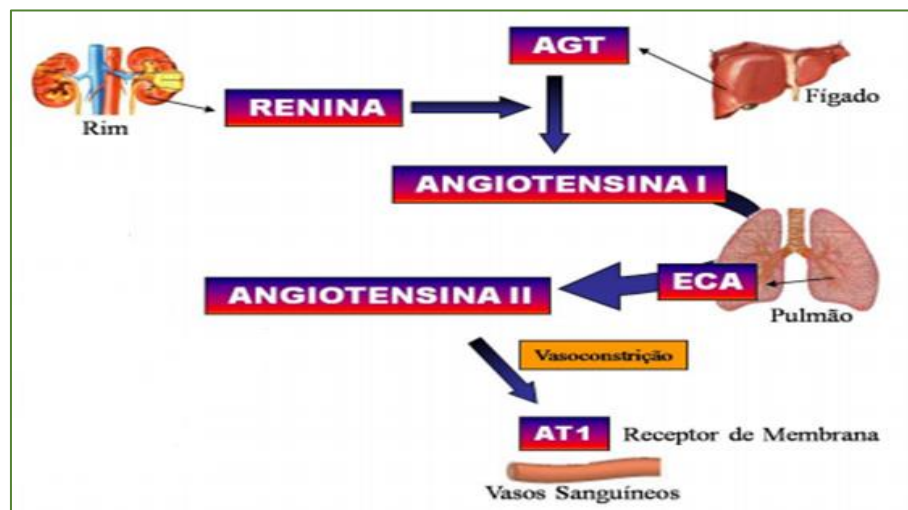 AGT
Fígado
RENINA
Rim
ANGIOTENSINA I
ECA
ANGIOTENSINA II
Pulmão
Vasoconstrição
AT1 Receptor de Membrana
Vasos Sanguíneos